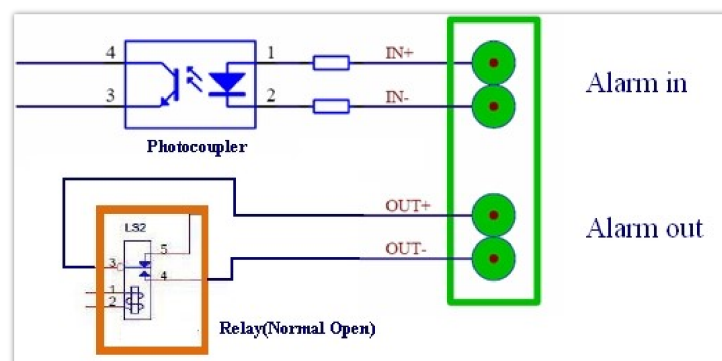 4
1
IN+
3
2
IN-
Alarm in
Photocoupler
OUT+
LS2
5
3
4
OUT-
Alarm out
1
2
Relay(Normal Open)